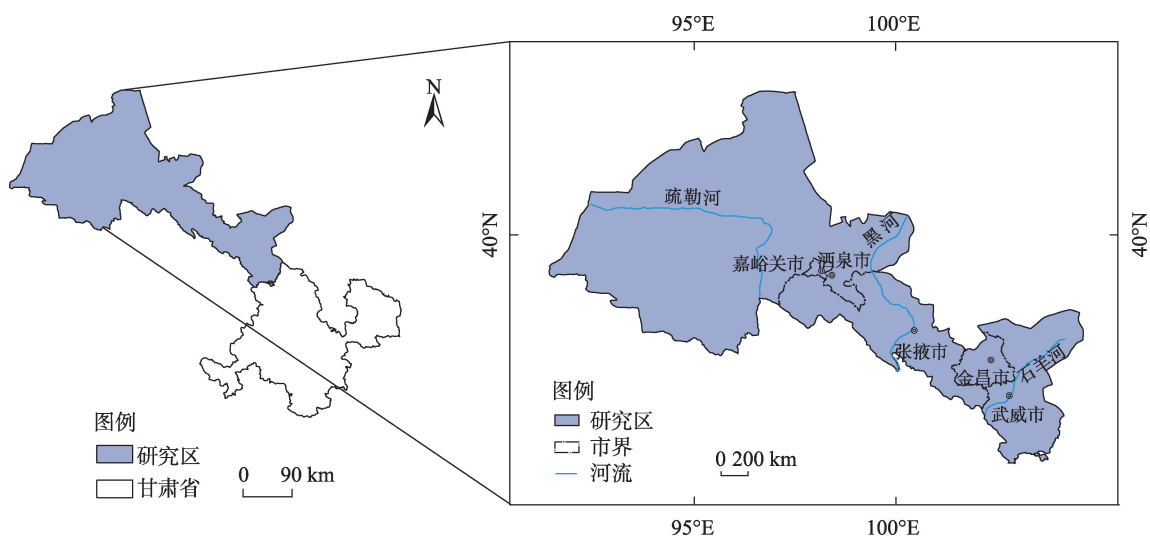 95°E
100°E
N
40°N
40°N
疏勒河
黑河
嘉峪关市
酒泉市
张掖市
金昌市
石羊河
武威市
图例
研究区
甘肃省
0 90 km
图例
研究区
市界
河流
0 200 km
95°E
100°E